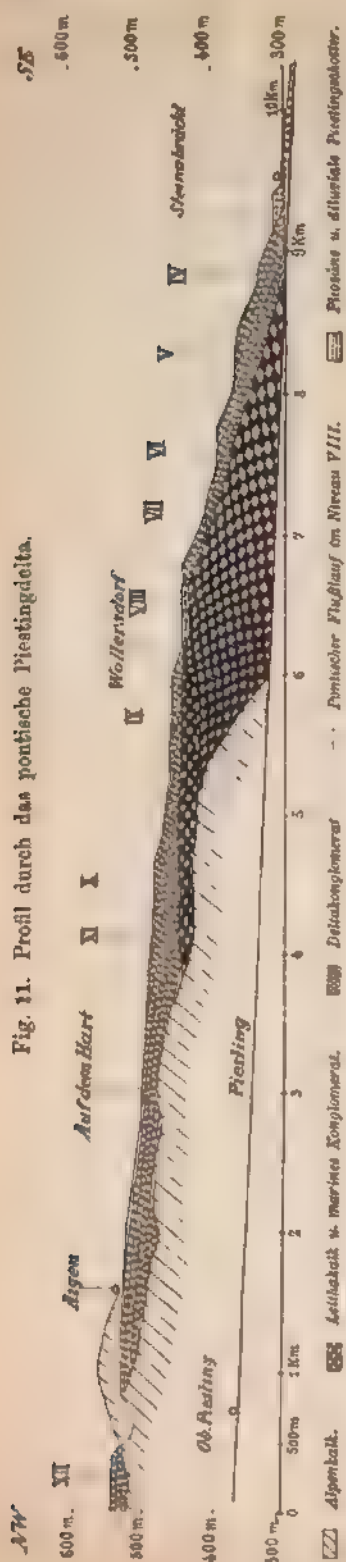 Fig. 11. Profil durch das pontische Piestingdelta.
NW
SE
XII
Aigen
Auf dem Hart
XI
X
IX
Wollersdorf
VIII
VII
VI
V
IV
Steinabrückl
600 m.
500 m.
400 m.
300 m.
600 m.
500 m
400 m
300 m
Ob. Piesting
Piesting
0
500 m
1 Km
2
3
4
5
6
7
8
9 Km
10 Km
Alpenkalk.
Leithakalk u. marines Konglomerat.
Deltakonglomerat
Pontischer Flußlauf im Niveau VIII.
Pliozäne u. diluviale Piestingschotter.